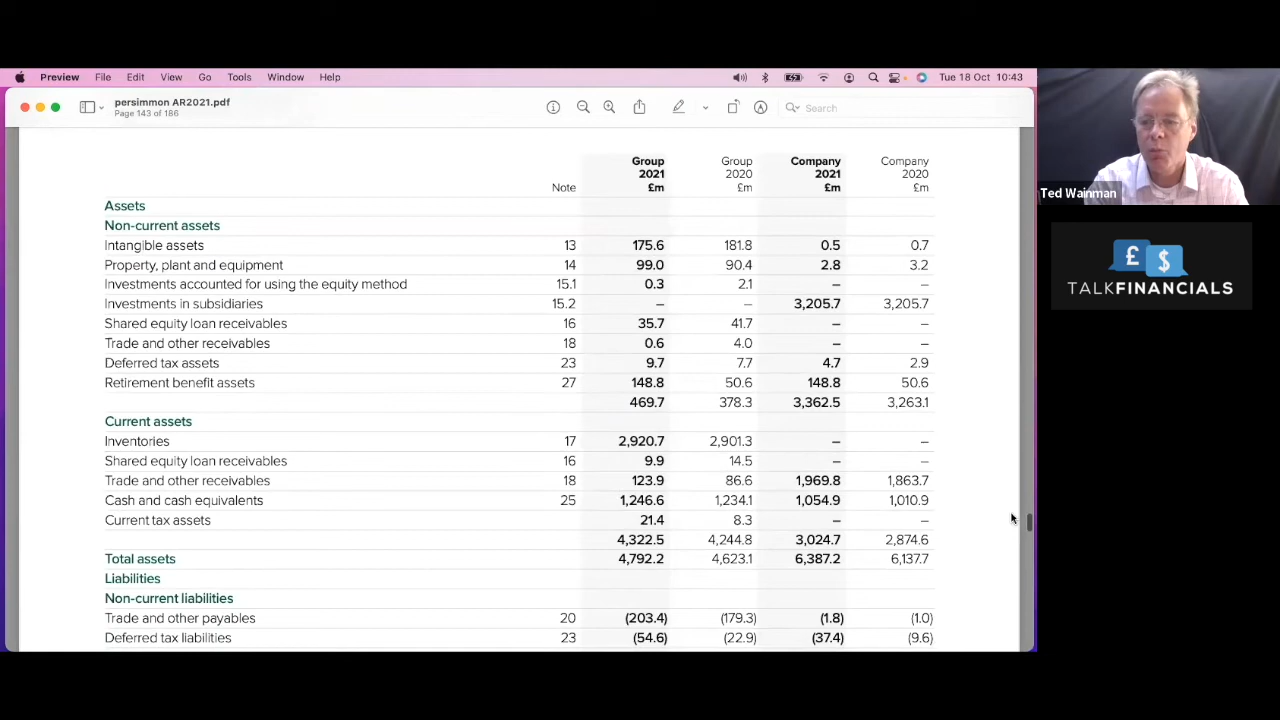 Preview File Edit View Go Tools Window Help Tue 18 Oct 10:43
persimmon AR2021.pdf
Page 143 of 186
Search
Group Group Company Company
2021 2020 2021 2020
Note £m £m £m £m
Assets
Non-current assets
Intangible assets 13 175.6 181.8 0.5 0.7
Property, plant and equipment 14 99.0 90.4 2.8 3.2
Investments accounted for using the equity method 15.1 0.3 2.1 – –
Investments in subsidiaries 15.2 – – 3,205.7 3,205.7
Shared equity loan receivables 16 35.7 41.7 – –
Trade and other receivables 18 0.6 4.0 – –
Deferred tax assets 23 9.7 7.7 4.7 2.9
Retirement benefit assets 27 148.8 50.6 148.8 50.6
469.7 378.3 3,362.5 3,263.1
Current assets
Inventories 17 2,920.7 2,901.3 – –
Shared equity loan receivables 16 9.9 14.5 – –
Trade and other receivables 18 123.9 86.6 1,969.8 1,863.7
Cash and cash equivalents 25 1,246.6 1,234.1 1,054.9 1,010.9
Current tax assets 21.4 8.3 – –
4,322.5 4,244.8 3,024.7 2,874.6
Total assets 4,792.2 4,623.1 6,387.2 6,137.7
Liabilities
Non-current liabilities
Trade and other payables 20 (203.4) (179.3) (1.8) (1.0)
Deferred tax liabilities 23 (54.6) (22.9) (37.4) (9.6)
Ted Wainman
£ $
TALKFINANCIALS